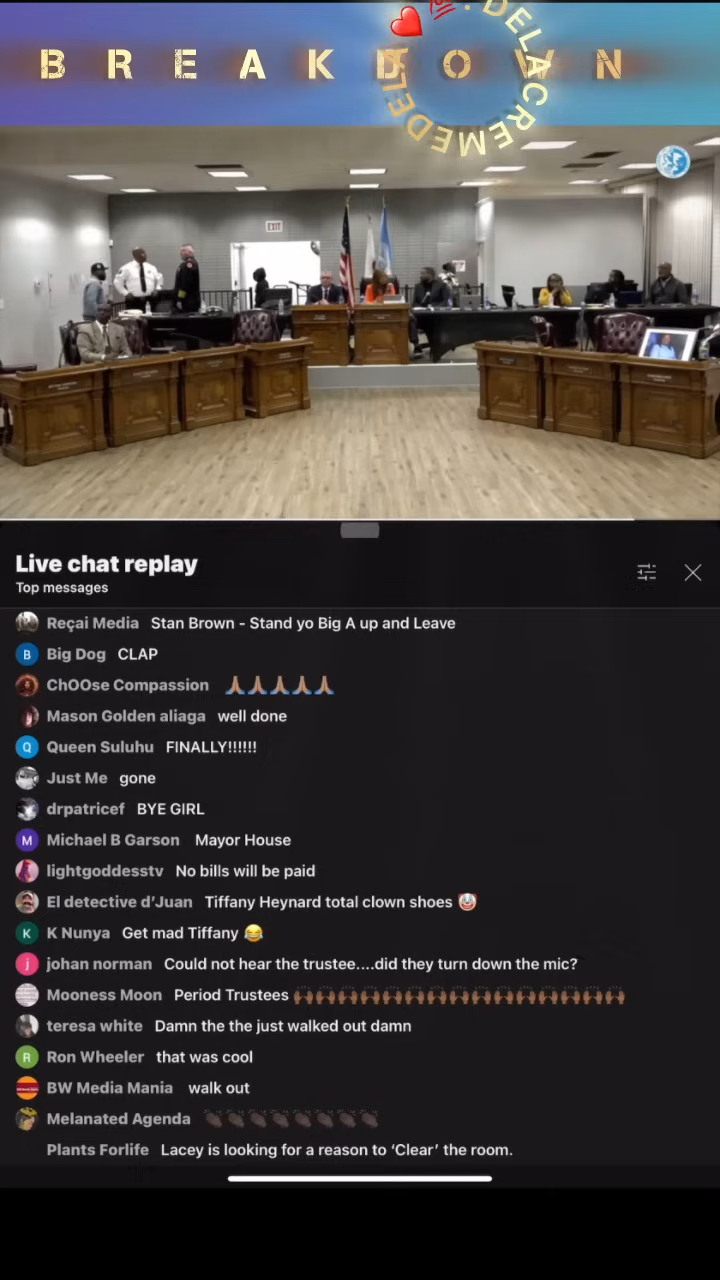 BREAKDOWN
💯. DELACREMEDEL
EXIT
Live chat replay
Top messages
Reçai Media Stan Brown - Stand yo Big A up and Leave
B Big Dog CLAP
ChOOse Compassion 🙏🏽🙏🏽🙏🏽🙏🏽🙏🏽
Mason Golden aliaga well done
Q Queen Suluhu FINALLY!!!!!!
Just Me gone
drpatricef BYE GIRL
M Michael B Garson Mayor House
lightgoddesstv No bills will be paid
El detective d’Juan Tiffany Heynard total clown shoes 🤡
K K Nunya Get mad Tiffany 😂
j johan norman Could not hear the trustee....did they turn down the mic?
Mooness Moon Period Trustees 🙌🏾🙌🏾🙌🏾🙌🏾🙌🏾🙌🏾🙌🏾🙌🏾🙌🏾🙌🏾🙌🏾🙌🏾🙌🏾🙌🏾🙌🏾
teresa white Damn the the just walked out damn
R Ron Wheeler that was cool
BW Media Mania walk out
Melanated Agenda 👏🏿👏🏿👏🏿👏🏿👏🏿👏🏿👏🏿👏🏿
Plants Forlife Lacey is looking for a reason to ‘Clear’ the room.